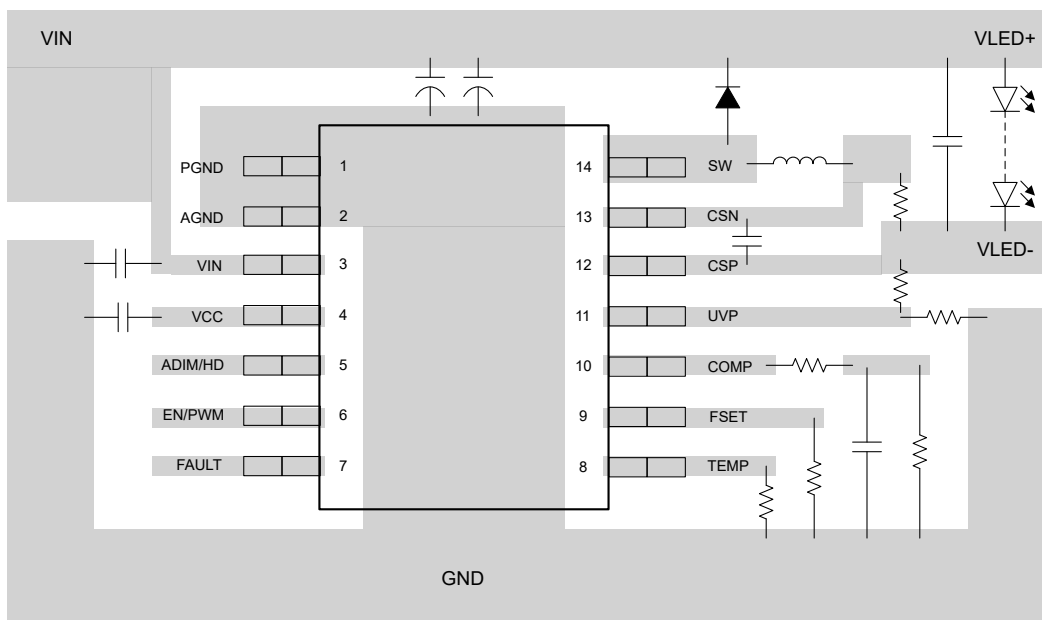 VIN
VLED+
PGND
1
14
SW
AGND
2
13
CSN
VLED-
VIN
3
12
CSP
VCC
4
11
UVP
ADIM/HD
5
10
COMP
EN/PWM
6
9
FSET
FAULT
7
8
TEMP
GND